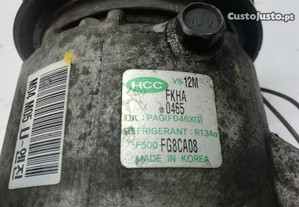 CustoJusto.pt
HCC VS12M
FKHA
0465
OIL: PAG(FD46XG)
REFRIGERANT : R134a
F500 FG8CA08
MADE IN KOREA